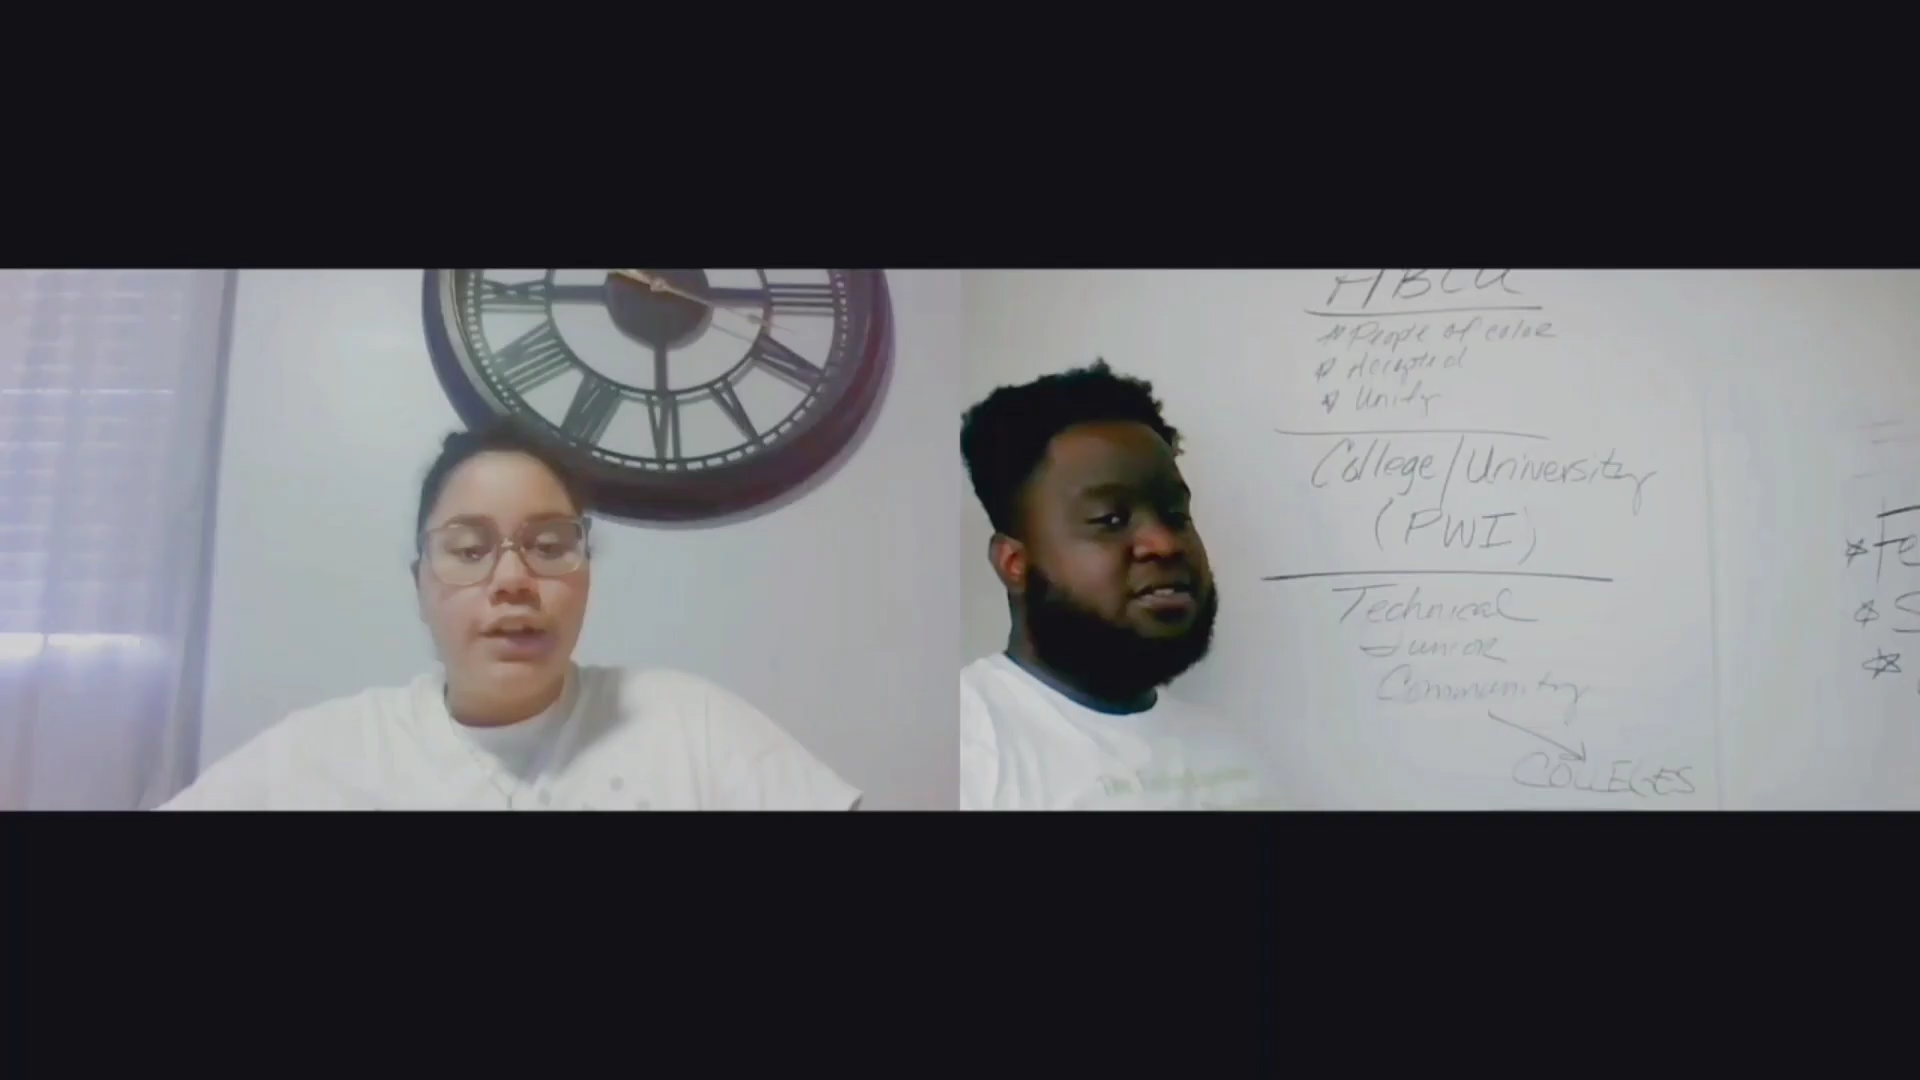 HBCU
* People of color
* Accepted
* Unity
College/University
(PWI)
Technical
Junior
Community
COLLEGES